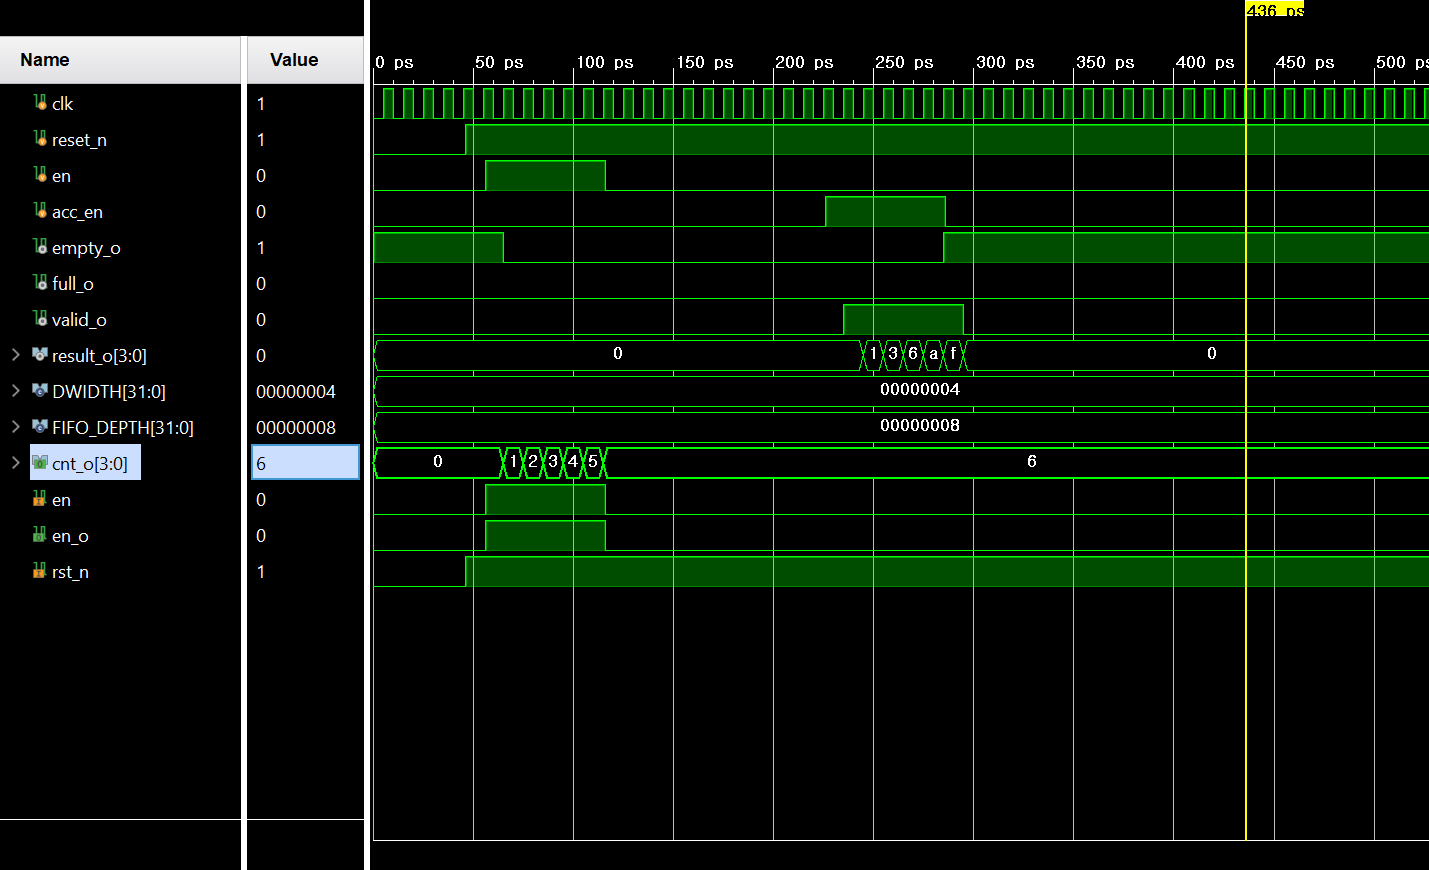 436 ps
Name Value
0 ps 50 ps 100 ps 150 ps 200 ps 250 ps 300 ps 350 ps 400 ps 450 ps 500 ps
clk 1
reset_n 1
en 0
acc_en 0
empty_o 1
full_o 0
valid_o 0
result_o[3:0] 0 0 1 3 6 a f 0
DWIDTH[31:0] 00000004 00000004
FIFO_DEPTH[31:0] 00000008 00000008
cnt_o[3:0] 6 0 1 2 3 4 5 6
en 0
en_o 0
rst_n 1